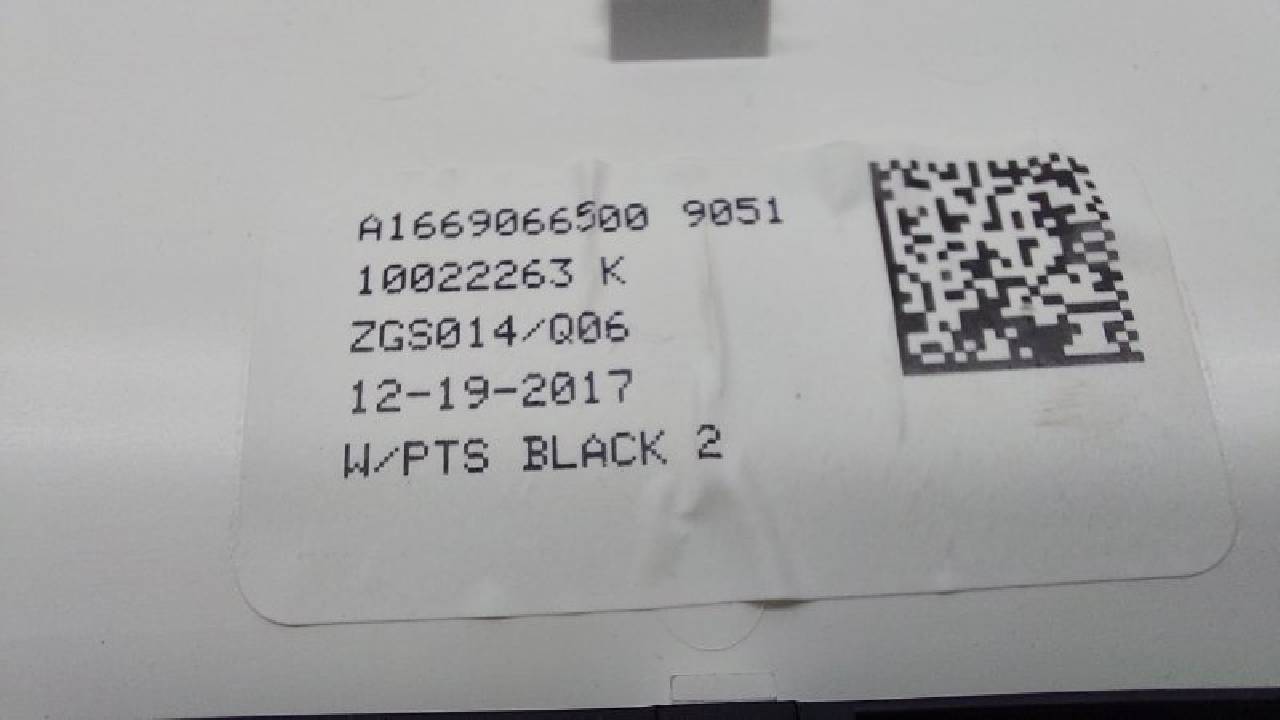 A1669066500 9051
10022263 K
ZGS014/Q06
12-19-2017
W/PTS BLACK 2